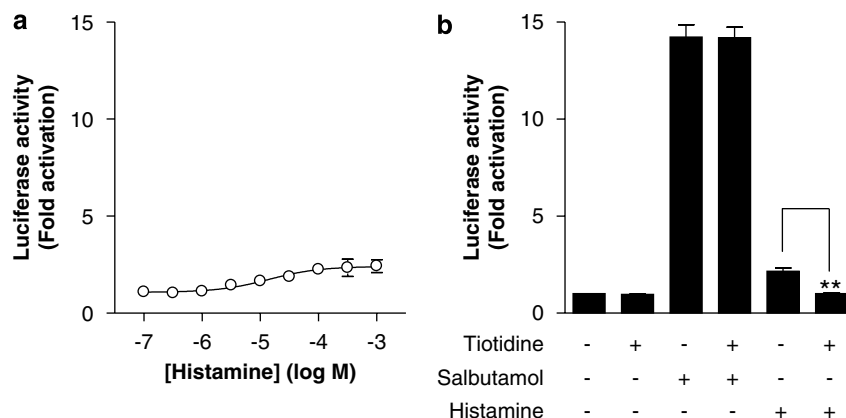 a
Luciferase activity
(Fold activation)
15
10
5
0
-7 -6 -5 -4 -3
[Histamine] (log M)
b
Luciferase activity
(Fold activation)
15
10
5
0
**
Tiotidine - + - + - +
Salbutamol - - + + - -
Histamine - - - - + +